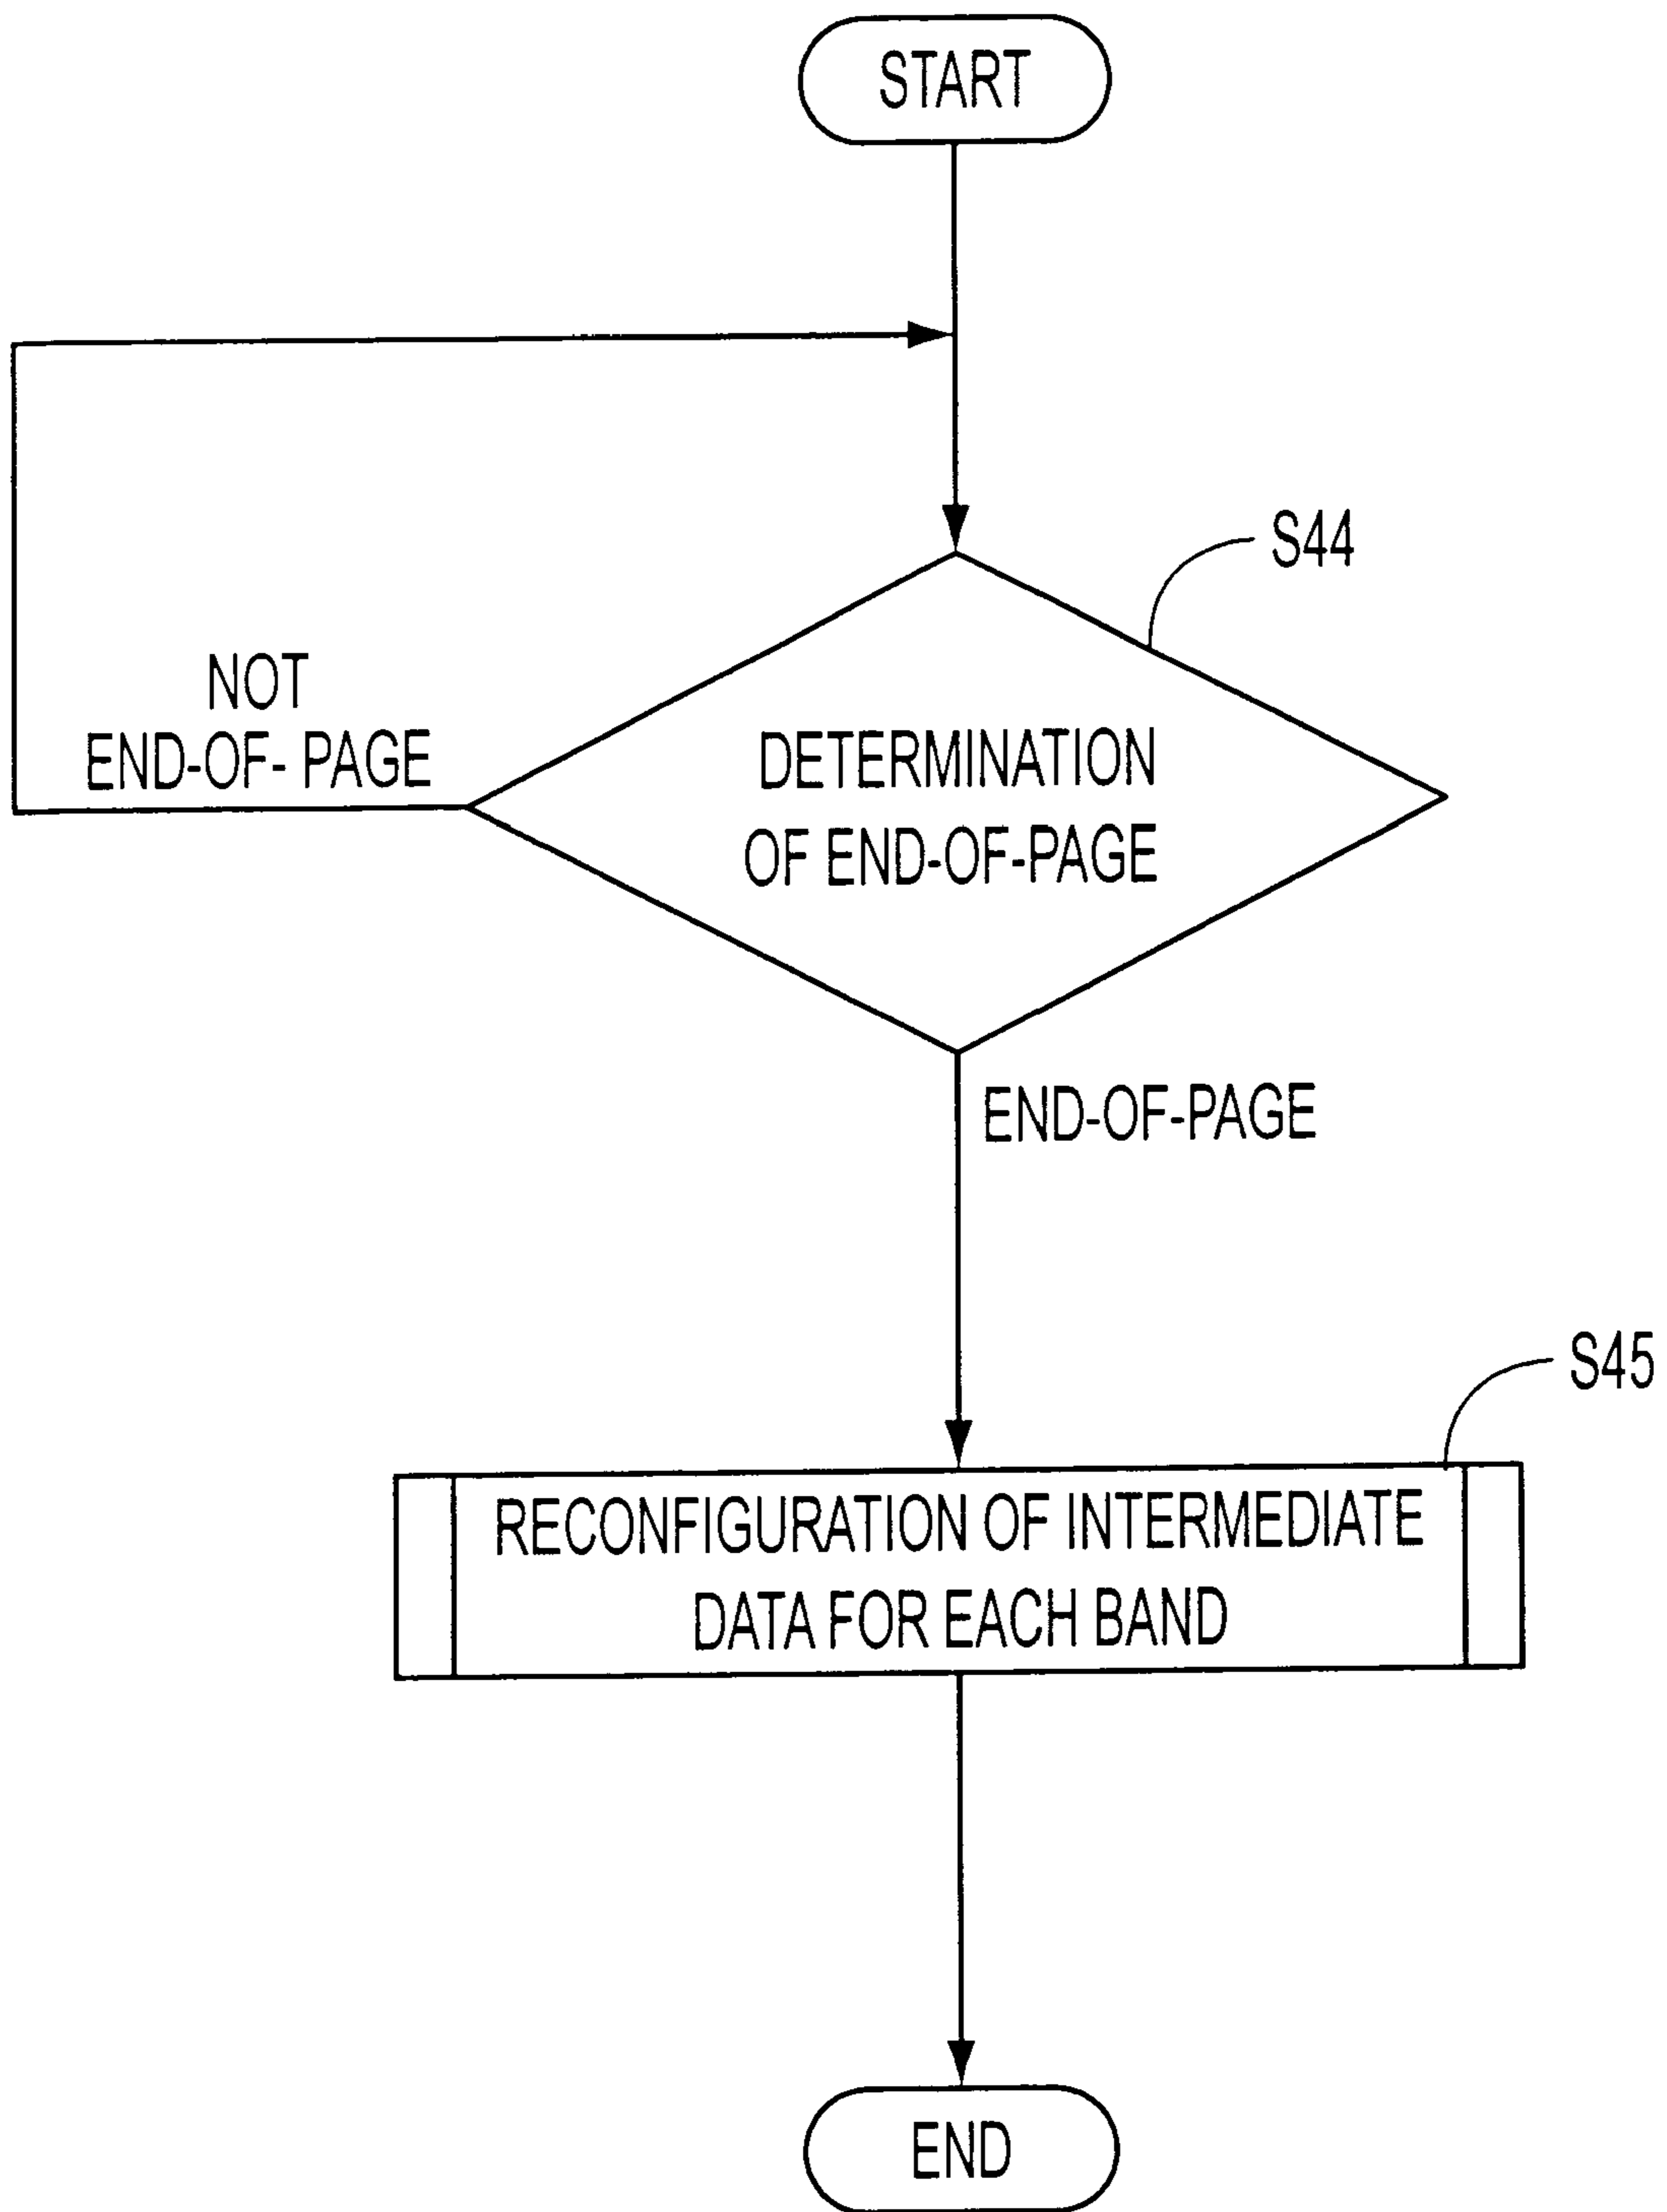 START
S44
NOT
END-OF- PAGE
DETERMINATION
OF END-OF-PAGE
END-OF-PAGE
S45
RECONFIGURATION OF INTERMEDIATE
DATA FOR EACH BAND
END